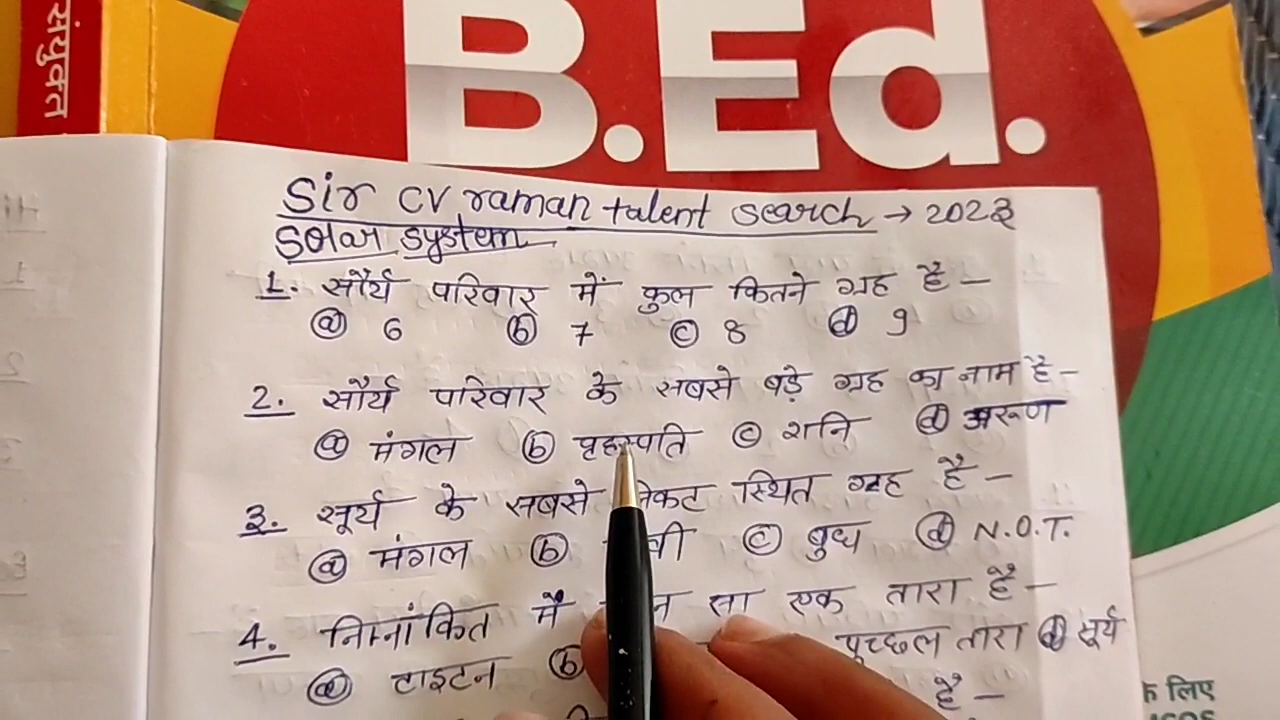 संयुक्त
B.Ed.
Sir CV raman talent search → 2023
Solar system
1. सौर्य परिवार में कुल कितने ग्रह है –
(a) 6 (b) 7 (c) 8 (d) 9
2. सौर्य परिवार के सबसे बड़े ग्रह का नाम है –
(a) मंगल (b) वृहस्पति (c) शनि (d) अरूण
3. सूर्य के सबसे निकट स्थित ग्रह है –
(a) मंगल (b) (c) बुध (d) N.O.T.
4. निम्नांकित में सा एक तारा है –
(a) टाइटन (b) पुच्छल तारा (d) सूर्य
है –
के लिए